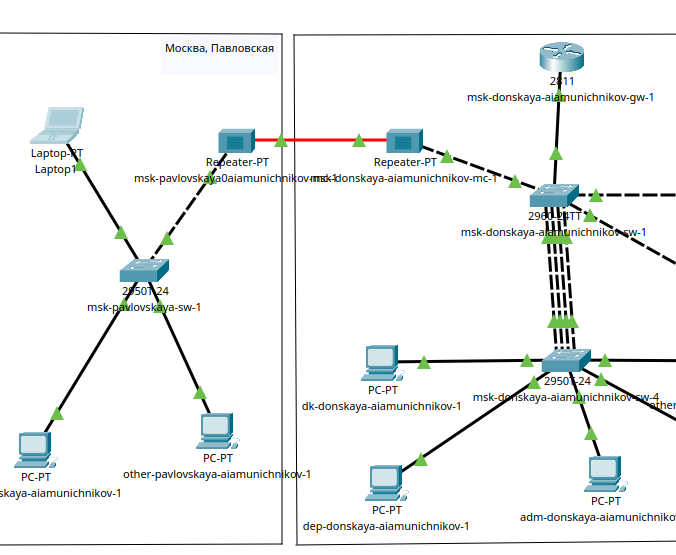 Москва, Павловская
2811
msk-donskaya-aiamunichnikov-gw-1
Laptop-PT
Laptop1
Repeater-PT
msk-pavlovskaya0aiamunichnikov-mc-1
Repeater-PT
msk-donskaya-aiamunichnikov-mc-1
2960-24TT
msk-donskaya-aiamunichnikov-sw-1
2950T-24
msk-pavlovskaya-sw-1
2950T-24
msk-donskaya-aiamunichnikov-sw-4
other
PC-PT
dk-donskaya-aiamunichnikov-1
PC-PT
other-pavlovskaya-aiamunichnikov-1
PC-PT
skaya-aiamunichnikov-1
PC-PT
dep-donskaya-aiamunichnikov-1
PC-PT
adm-donskaya-aiamunichniko